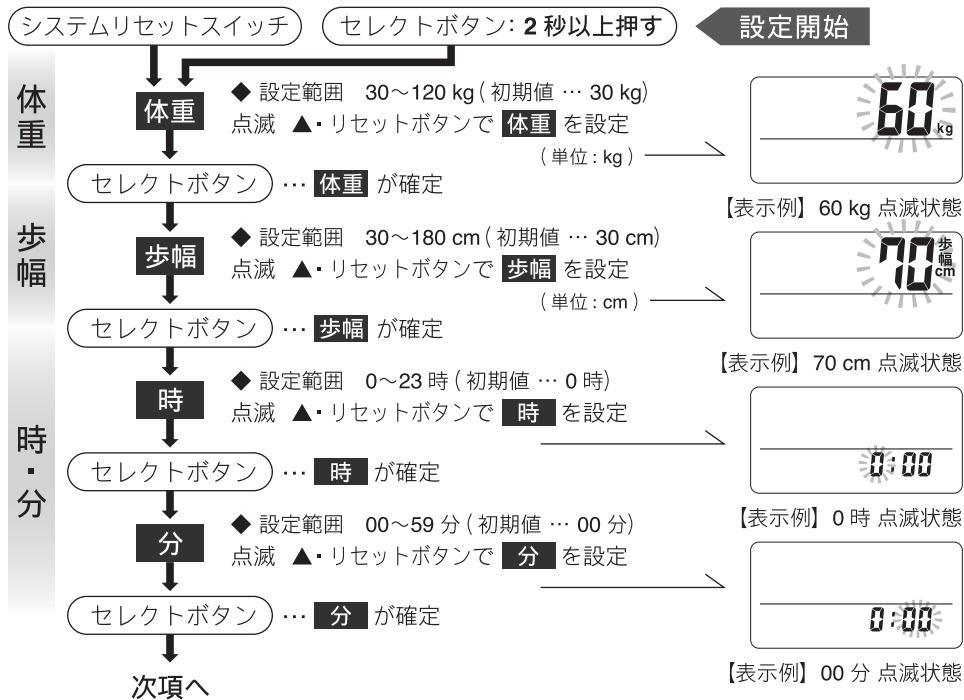 システムリセットスイッチ
セレクトボタン: 2 秒以上押す
設定開始
体重
体重
◆ 設定範囲 30～120 kg ( 初期値 … 30 kg)
点滅 ▲・リセットボタンで 体重 を設定
( 単位 : kg )
60 kg
【表示例】 60 kg 点滅状態
セレクトボタン … 体重 が確定
歩幅
歩幅
◆ 設定範囲 30～180 cm ( 初期値 … 30 cm)
点滅 ▲・リセットボタンで 歩幅 を設定
( 単位 : cm )
70 歩幅 cm
【表示例】 70 cm 点滅状態
セレクトボタン … 歩幅 が確定
時・分
時
◆ 設定範囲 0～23 時 ( 初期値 … 0 時)
点滅 ▲・リセットボタンで 時 を設定
0:00
【表示例】 0 時 点滅状態
セレクトボタン … 時 が確定
分
◆ 設定範囲 00～59 分 ( 初期値 … 00 分)
点滅 ▲・リセットボタンで 分 を設定
0:00
【表示例】 00 分 点滅状態
セレクトボタン … 分 が確定
次項へ